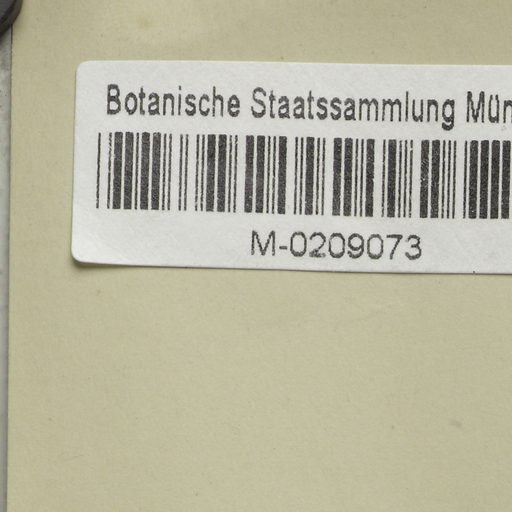 Botanische Staatssammlung Mün
M-0209073